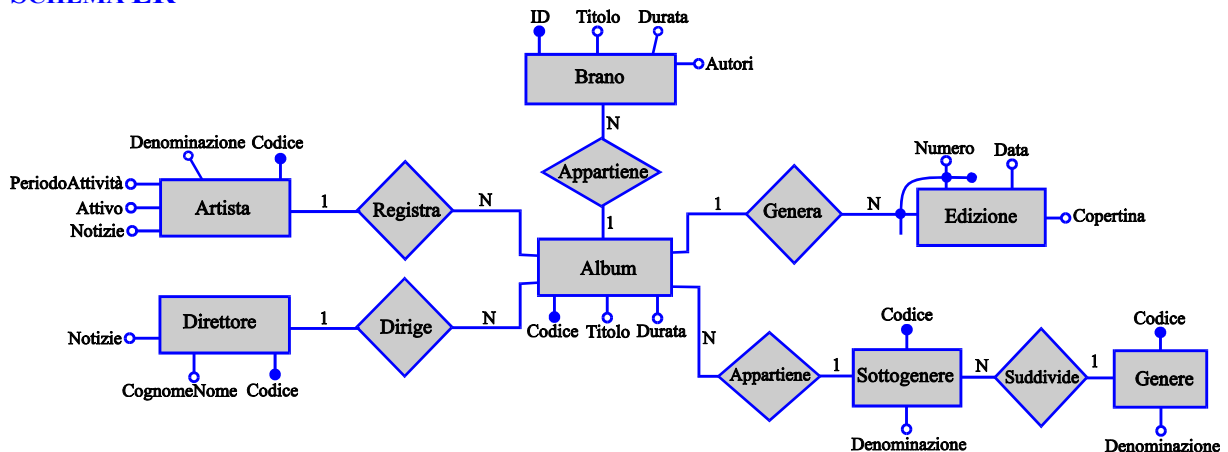 SCHEMA ER
ID Titolo Durata
Brano
Autori
N
Appartiene
1
Denominazione Codice
PeriodoAttività
Attivo
Notizie
Artista
1
Registra
N
Album
Codice Titolo Durata
Notizie
Direttore
CognomeNome Codice
1
Dirige
N
1
Genera
N
Numero Data
Edizione
Copertina
N
Appartiene
1
Codice
Sottogenere
Denominazione
N
Suddivide
1
Codice
Genere
Denominazione